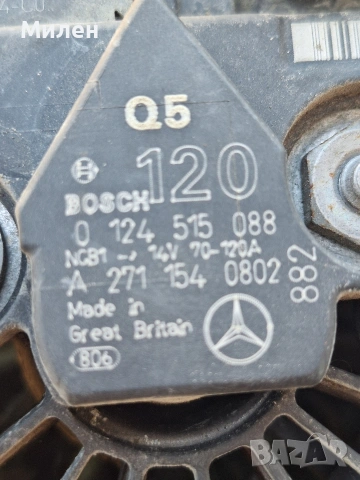 Милен
Q5
120
BOSCH
0 124 515 088
NCB1 → 14V 70-120A
A 271 154 0802
882
Made in
Great Britain
806
BAZAR